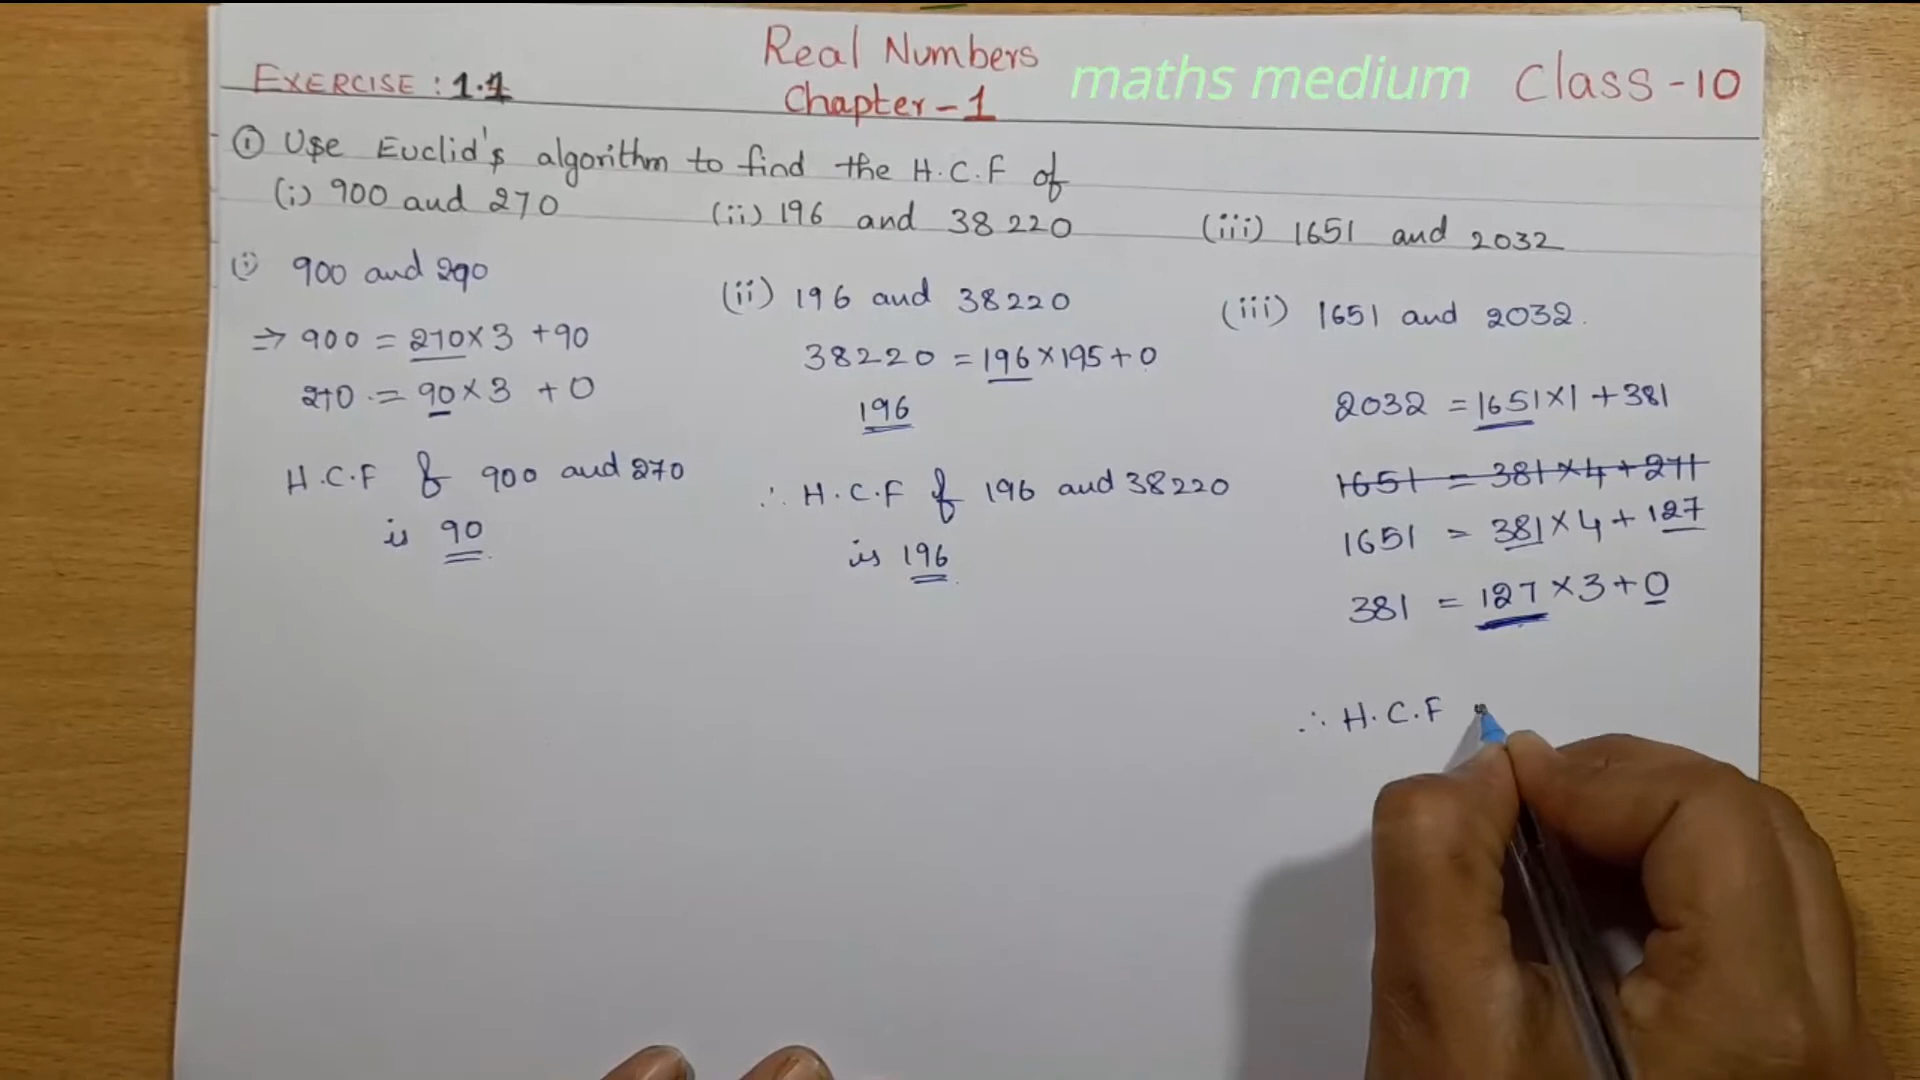 Real Numbers
maths medium
Class-10
EXERCISE : 1.1
Chapter-1
① Use Euclid's algorithm to find the H.C.F of
(i) 900 and 270
(ii) 196 and 38220
(iii) 1651 and 2032
(i) 900 and 290
⇒ 900 = 270×3 +90
270 = 90×3 +0
H.C.F of 900 and 270
is 90
(ii) 196 and 38220
38220 = 196×195+0
196
∴ H.C.F of 196 and 38220
is 196
(iii) 1651 and 2032.
2032 = 1651×1+381
1651 = 381×4+271
1651 = 381×4+127
381 = 127×3+0
∴ H.C.F